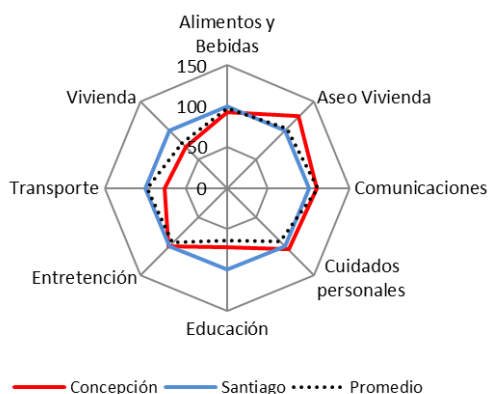 Alimentos y
Bebidas
150
100
50
0
Aseo Vivienda
Comunicaciones
Cuidados
personales
Educación
Entretención
Transporte
Vivienda
Concepción
Santiago
Promedio